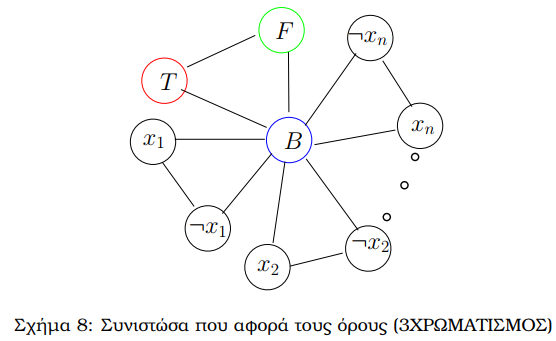 F
¬xₙ
T
xₙ
x₁
B
¬x₁
¬x₂
x₂
Σχήμα 8: Συνιστώσα που αφορά τους όρους (3ΧΡΩΜΑΤΙΣΜΟΣ)